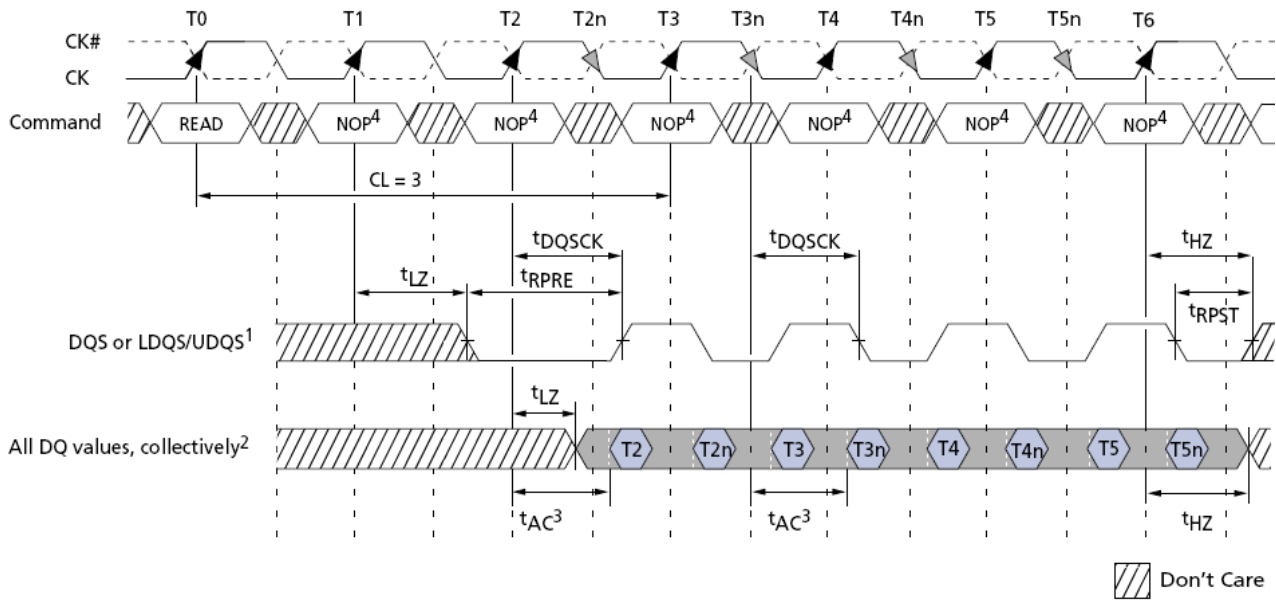 T0 T1 T2 T2n T3 T3n T4 T4n T5 T5n T6
CK#
CK
Command READ NOP⁴ NOP⁴ NOP⁴ NOP⁴ NOP⁴ NOP⁴
CL = 3
tDQSCK tDQSCK tHZ
tLZ tRPRE
tRPST
DQS or LDQS/UDQS¹
tLZ
All DQ values, collectively² T2 T2n T3 T3n T4 T4n T5 T5n
tAC³ tAC³ tHZ
Don't Care